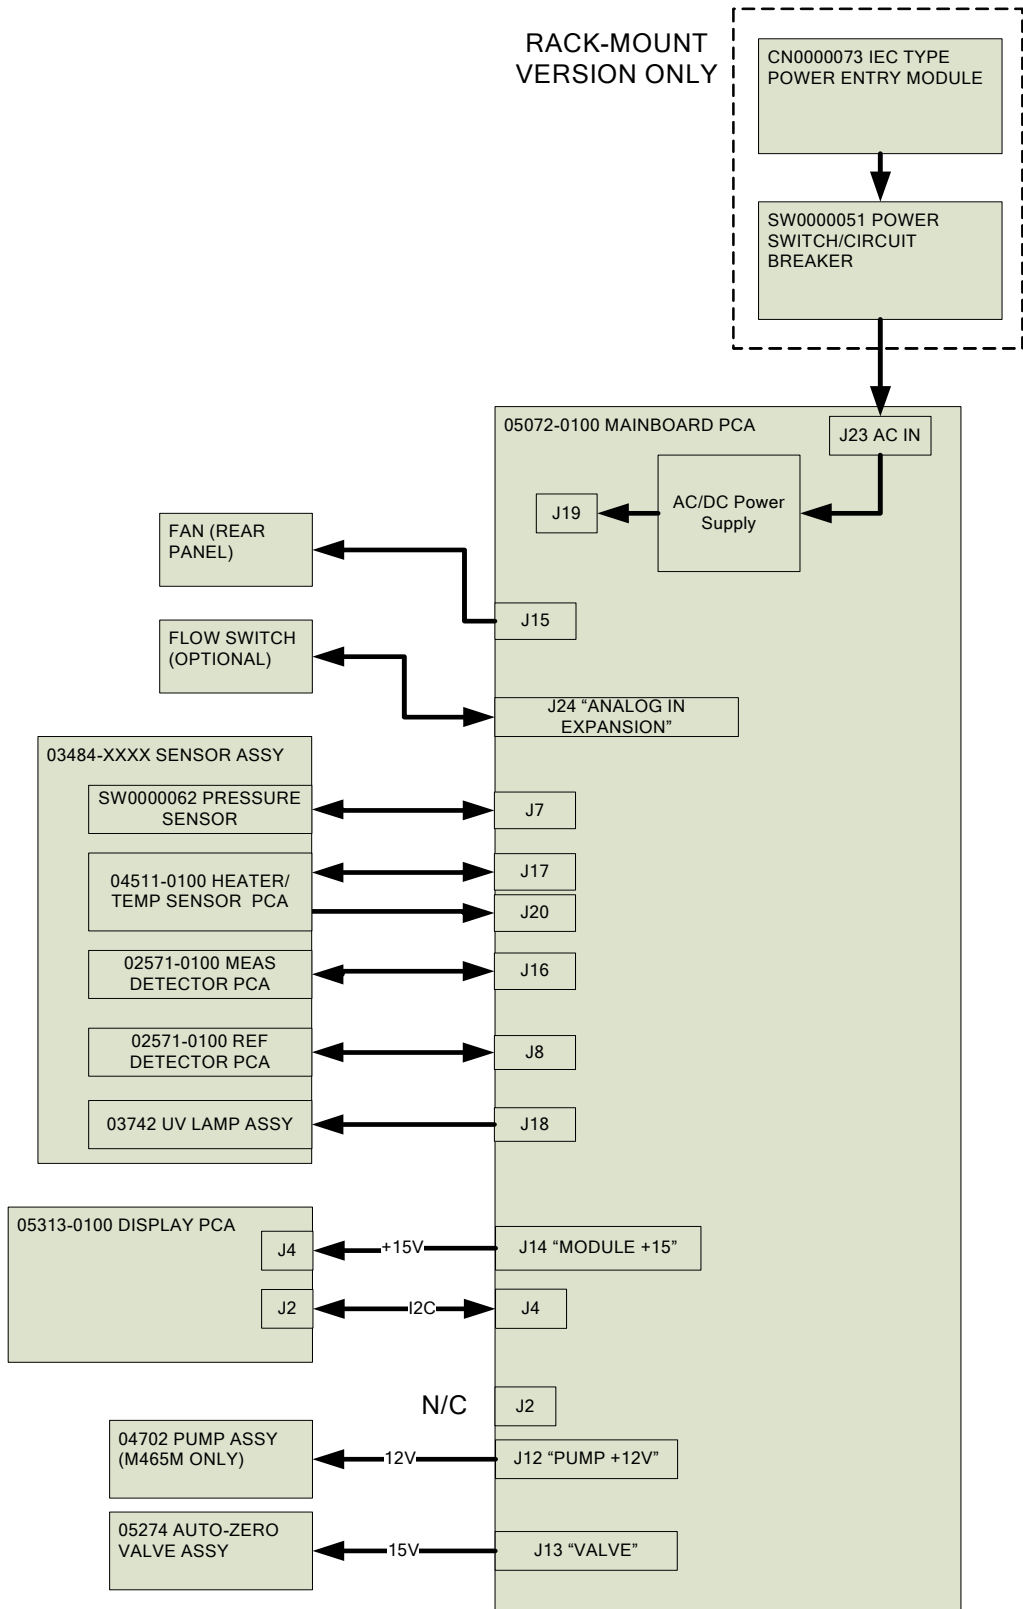 RACK-MOUNT
VERSION ONLY
CN0000073 IEC TYPE
POWER ENTRY MODULE
SW0000051 POWER
SWITCH/CIRCUIT
BREAKER
05072-0100 MAINBOARD PCA
J23 AC IN
J19
AC/DC Power
Supply
FAN (REAR
PANEL)
J15
FLOW SWITCH
(OPTIONAL)
J24 “ANALOG IN
EXPANSION”
03484-XXXX SENSOR ASSY
SW0000062 PRESSURE
SENSOR
J7
04511-0100 HEATER/
TEMP SENSOR PCA
J17
J20
02571-0100 MEAS
DETECTOR PCA
J16
02571-0100 REF
DETECTOR PCA
J8
03742 UV LAMP ASSY
J18
05313-0100 DISPLAY PCA
J4
+15V
J14 “MODULE +15”
J2
I2C
J4
N/C
J2
04702 PUMP ASSY
(M465M ONLY)
12V
J12 “PUMP +12V”
05274 AUTO-ZERO
VALVE ASSY
15V
J13 “VALVE”